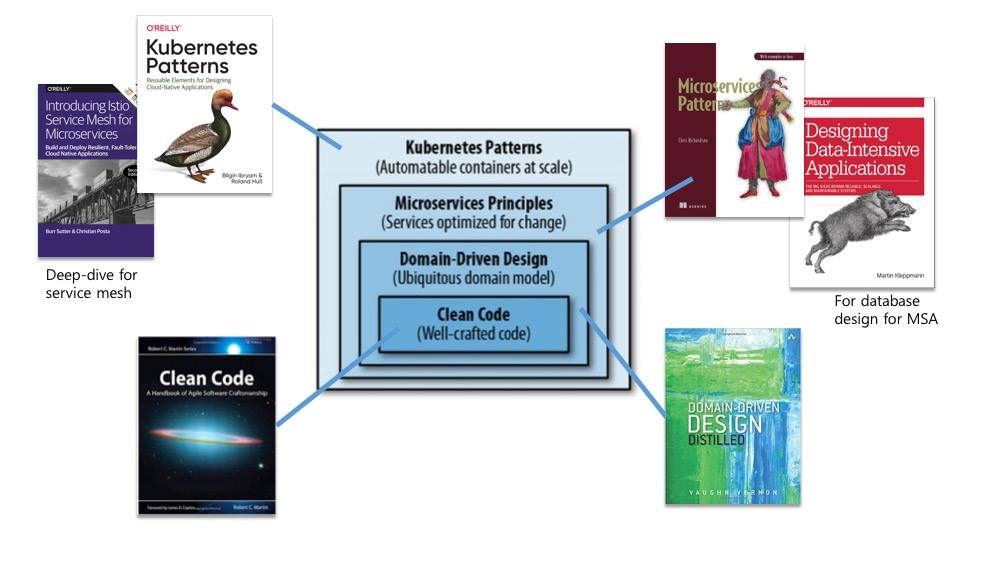 O'REILLY
Kubernetes
Patterns
Reusable Elements for Designing
Cloud-Native Applications
Bilgin Ibryam &
Roland Huß
O'REILLY
Introducing Istio
Service Mesh for
Microservices
Build and Deploy Resilient, Fault-Toler
Cloud Native Applications
Burr Sutter & Christian Posta
Deep-dive for
service mesh
Kubernetes Patterns
(Automatable containers at scale)
Microservices Principles
(Services optimized for change)
Domain-Driven Design
(Ubiquitous domain model)
Clean Code
(Well-crafted code)
With examples in Java
Microservices
Patterns
Chris Richardson
MANNING
O'REILLY
Designing
Data-Intensive
Applications
THE BIG IDEAS BEHIND RELIABLE, SCALABLE,
AND MAINTAINABLE SYSTEMS
Martin Kleppmann
For database
design for MSA
Robert C. Martin Series
Clean Code
A Handbook of Agile Software Craftsmanship
Foreword by James O. Coplien
Robert C. Martin
DOMAIN-DRIVEN
DESIGN
DISTILLED
VAUGHN VERNON